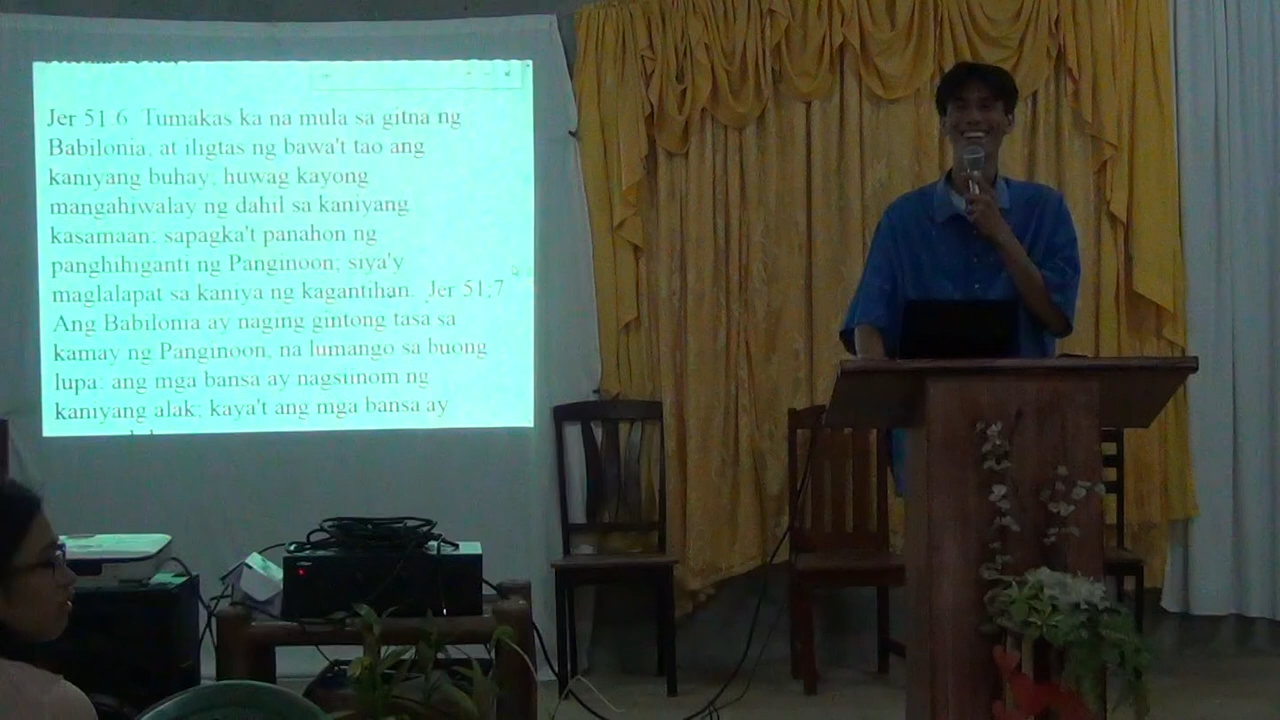 Jer 51:6 Tumakas ka na mula sa gitna ng
Babilonia, at iligtas ng bawa't tao ang
kaniyang buhay; huwag kayong
mangahiwalay ng dahil sa kaniyang
kasamaan: sapagka't panahon ng
panghihiganti ng Panginoon; siya'y
maglalapat sa kaniya ng kagantihan. Jer 51:7
Ang Babilonia ay naging gintong tasa sa
kamay ng Panginoon, na lumango sa buong
lupa: ang mga bansa ay nagsiinom ng
kaniyang alak; kaya't ang mga bansa ay